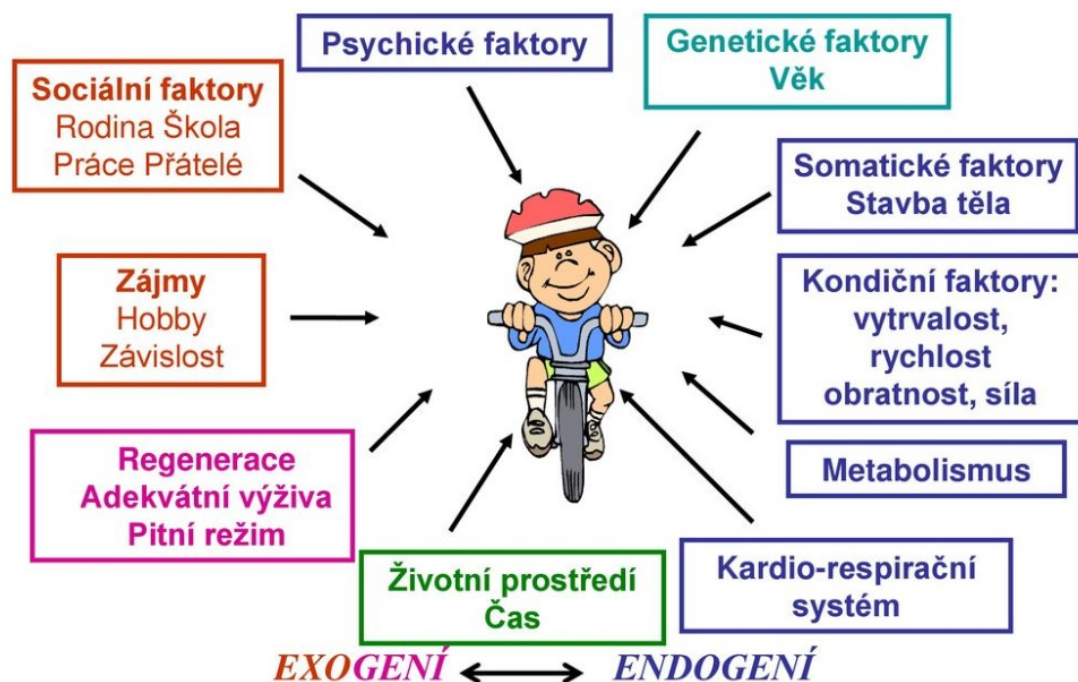 Psychické faktory
Genetické faktory
Věk
Sociální faktory
Rodina Škola
Práce Přátelé
Somatické faktory
Stavba těla
Zájmy
Hobby
Závislost
Kondiční faktory:
vytrvalost,
rychlost
obratnost, síla
Regenerace
Adekvátní výživa
Pitní režim
Metabolismus
Životní prostředí
Čas
Kardio-respirační
systém
EXOGENÍ ENDOGENÍ